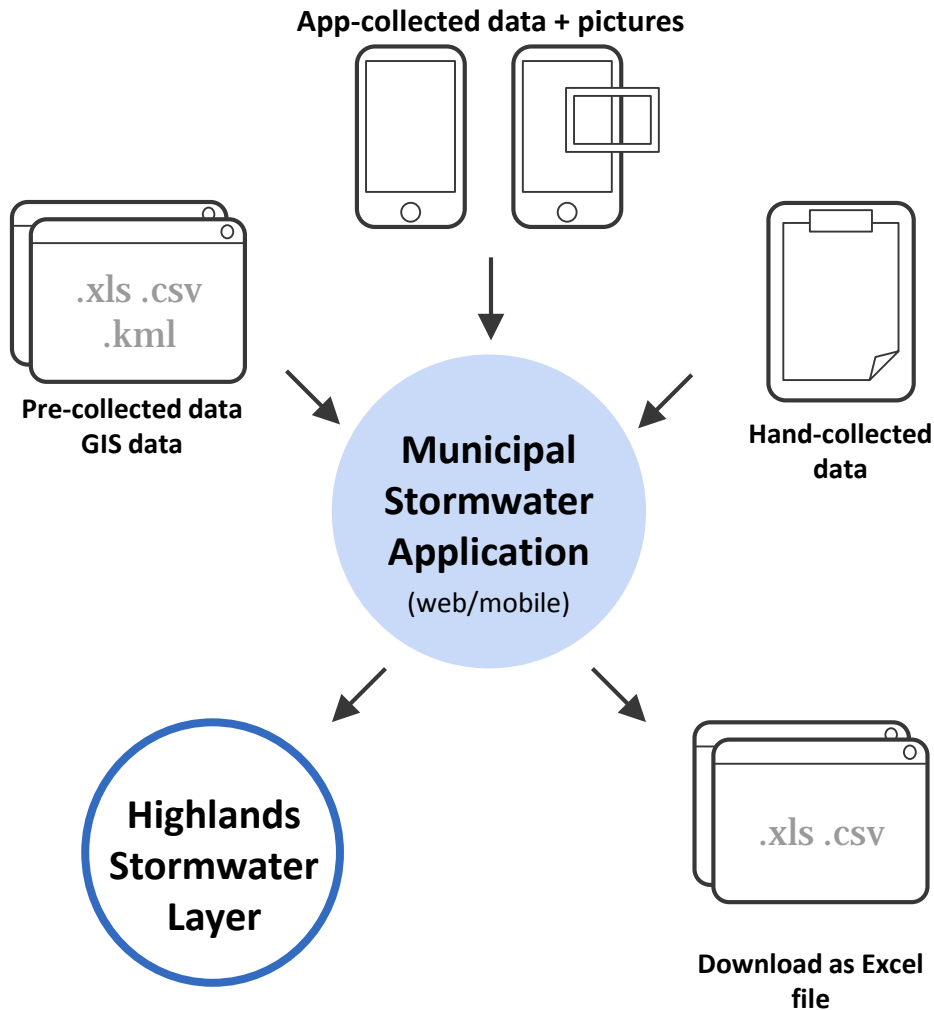 App-collected data + pictures
.xls .csv
.kml
Pre-collected data
GIS data
Hand-collected
data
Municipal
Stormwater
Application
(web/mobile)
Highlands
Stormwater
Layer
.xls .csv
Download as Excel
file